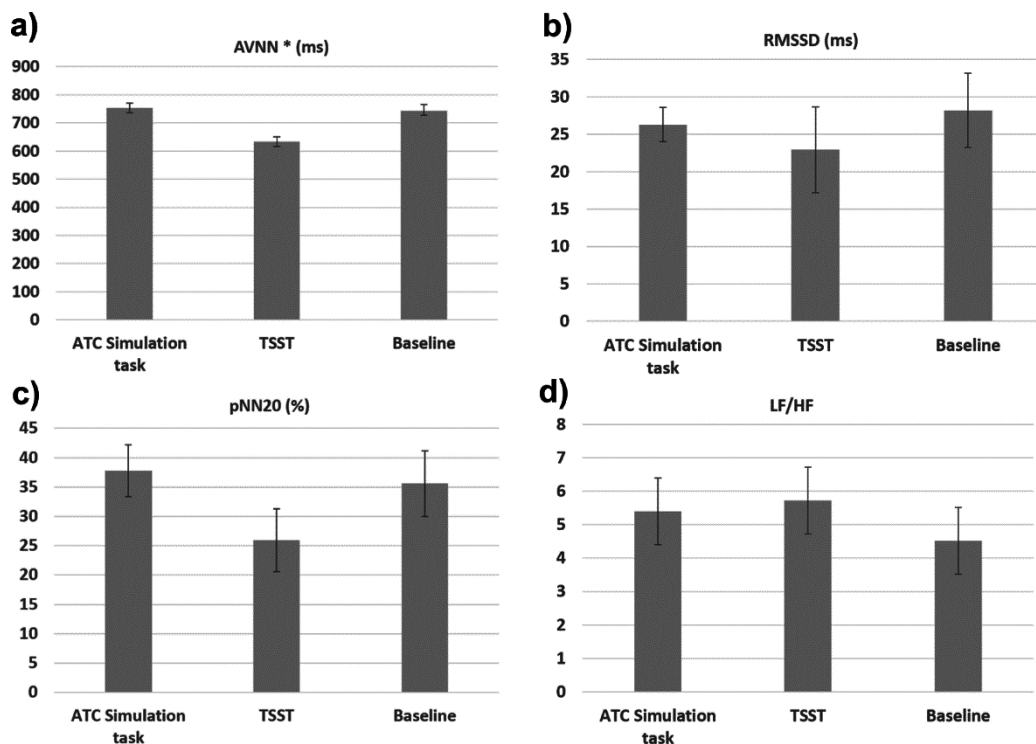 a)
AVNN * (ms)
900
800
700
600
500
400
300
200
100
0
ATC Simulation
task
TSST
Baseline
b)
RMSSD (ms)
35
30
25
20
15
10
5
0
ATC Simulation
task
TSST
Baseline
c)
pNN20 (%)
45
40
35
30
25
20
15
10
5
0
ATC Simulation
task
TSST
Baseline
d)
LF/HF
8
7
6
5
4
3
2
1
0
ATC Simulation
task
TSST
Baseline